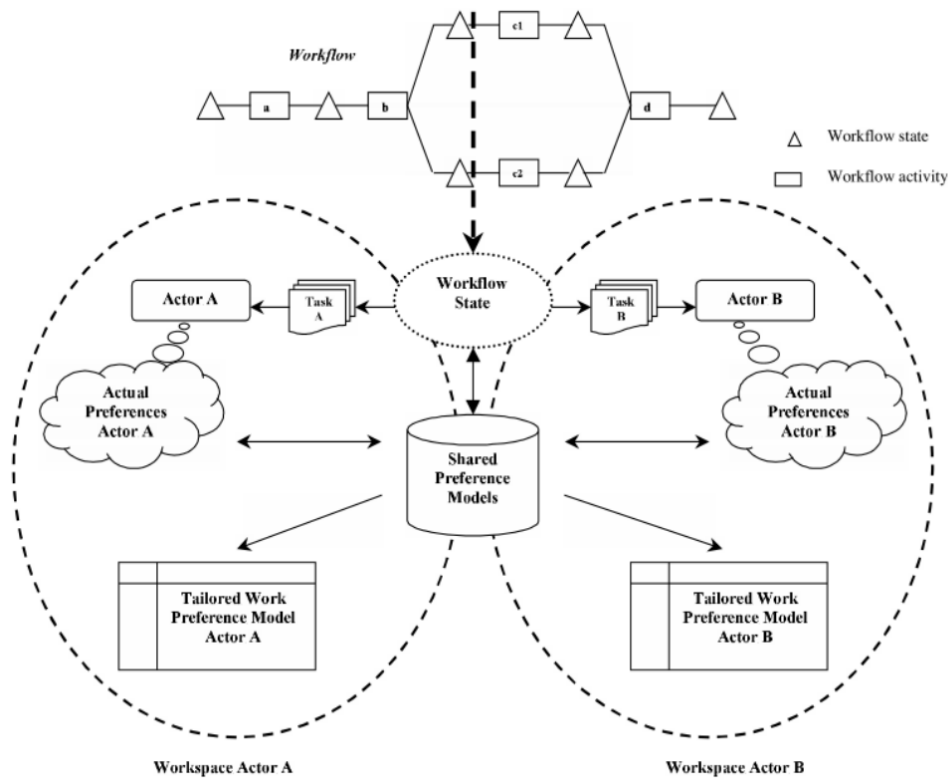 c1
Workflow
a
b
d
Workflow state
c2
Workflow activity
Workflow
State
Actor A
Task
A
Task
B
Actor B
Actual
Preferences
Actor A
Actual
Preferences
Actor B
Shared
Preference
Models
Tailored Work
Preference Model
Actor A
Tailored Work
Preference Model
Actor B
Workspace Actor A
Workspace Actor B